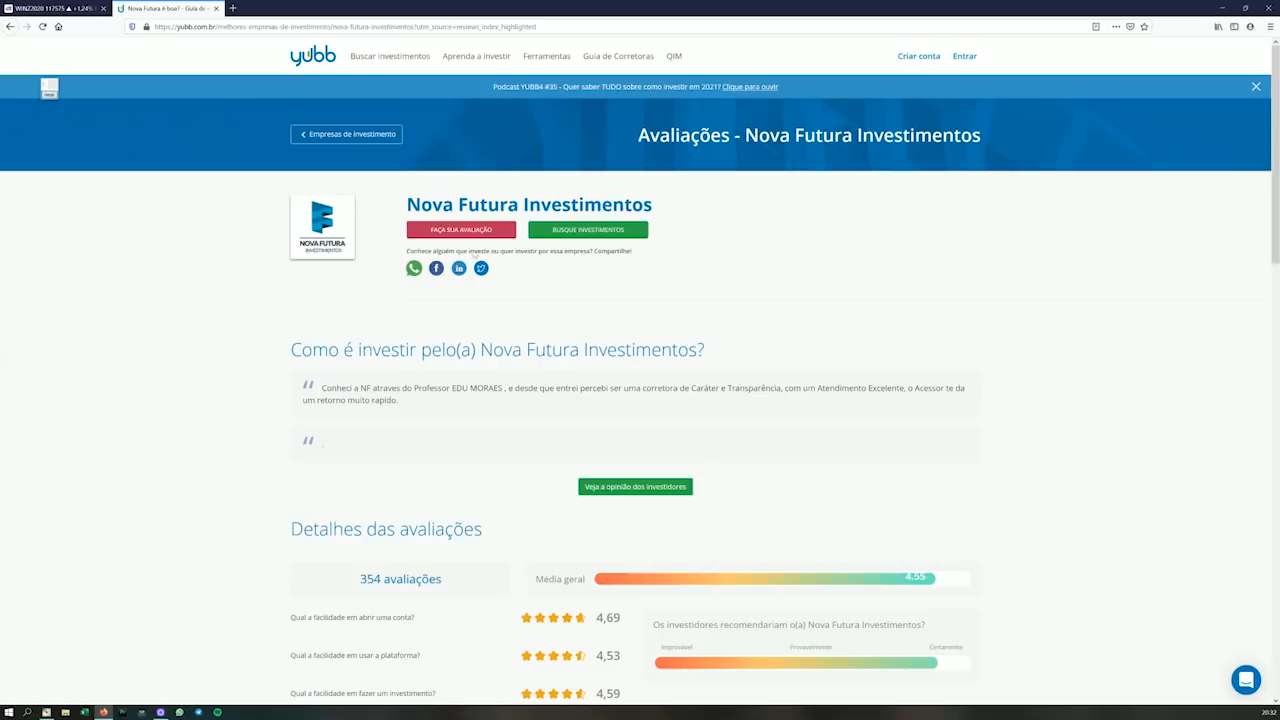 WINZ2020 117575 ▲ +1,24%
Nova Futura é boa? - Guia de
https://yubb.com.br/melhores-empresas-de-investimento/nova-futura-investimentos?utm_source=reviews_index_highlighted
yubb
Buscar investimentos
Aprenda a investir
Ferramentas
Guia de Corretoras
QIM
Criar conta
Entrar
Podcast YUBB4 #35 - Quer saber TUDO sobre como investir em 2021? Clique para ouvir
Empresas de investimento
Avaliações - Nova Futura Investimentos
NOVA FUTURA
INVESTIMENTOS
Nova Futura Investimentos
FAÇA SUA AVALIAÇÃO
BUSQUE INVESTIMENTOS
Conhece alguém que investe ou quer investir por essa empresa? Compartilhe!
Como é investir pelo(a) Nova Futura Investimentos?
“ Conheci a NF atraves do Professor EDU MORAES , e desde que entrei percebi ser uma corretora de Caráter e Transparência, com um Atendimento Excelente, o Acessor te da
um retorno muito rapido.
“ .
Veja a opinião dos investidores
Detalhes das avaliações
354 avaliações
Média geral
4.55
Qual a facilidade em abrir uma conta?
4,69
Os investidores recomendariam o(a) Nova Futura Investimentos?
Improvável
Provavelmente
Certamente
Qual a facilidade em usar a plataforma?
4,53
Qual a facilidade em fazer um investimento?
4,59
20:32